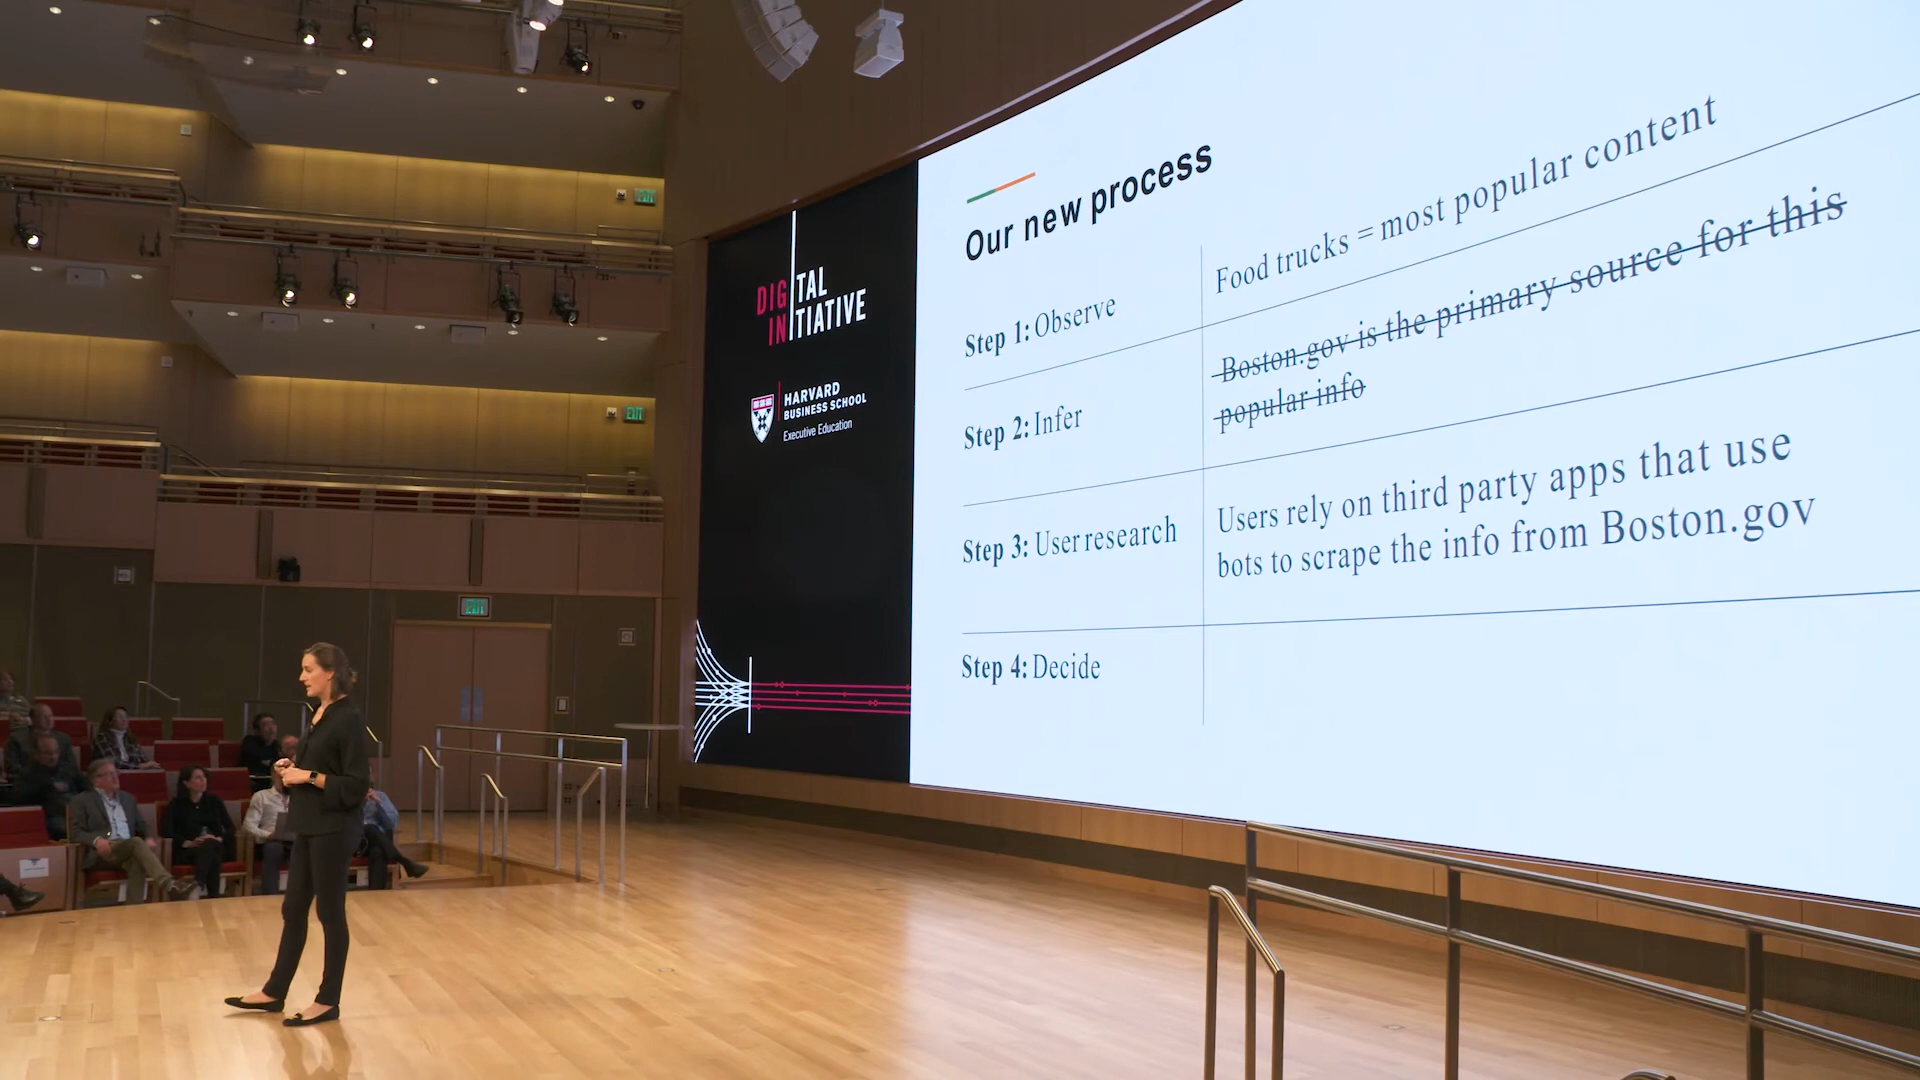 DIGITAL
INITIATIVE
HARVARD
BUSINESS SCHOOL
Executive Education
Our new process
Step 1: Observe
Food trucks = most popular content
Step 2: Infer
Boston.gov is the primary source for this
popular info
Step 3: User research
Users rely on third party apps that use
bots to scrape the info from Boston.gov
Step 4: Decide
EXIT
EXIT
EXIT